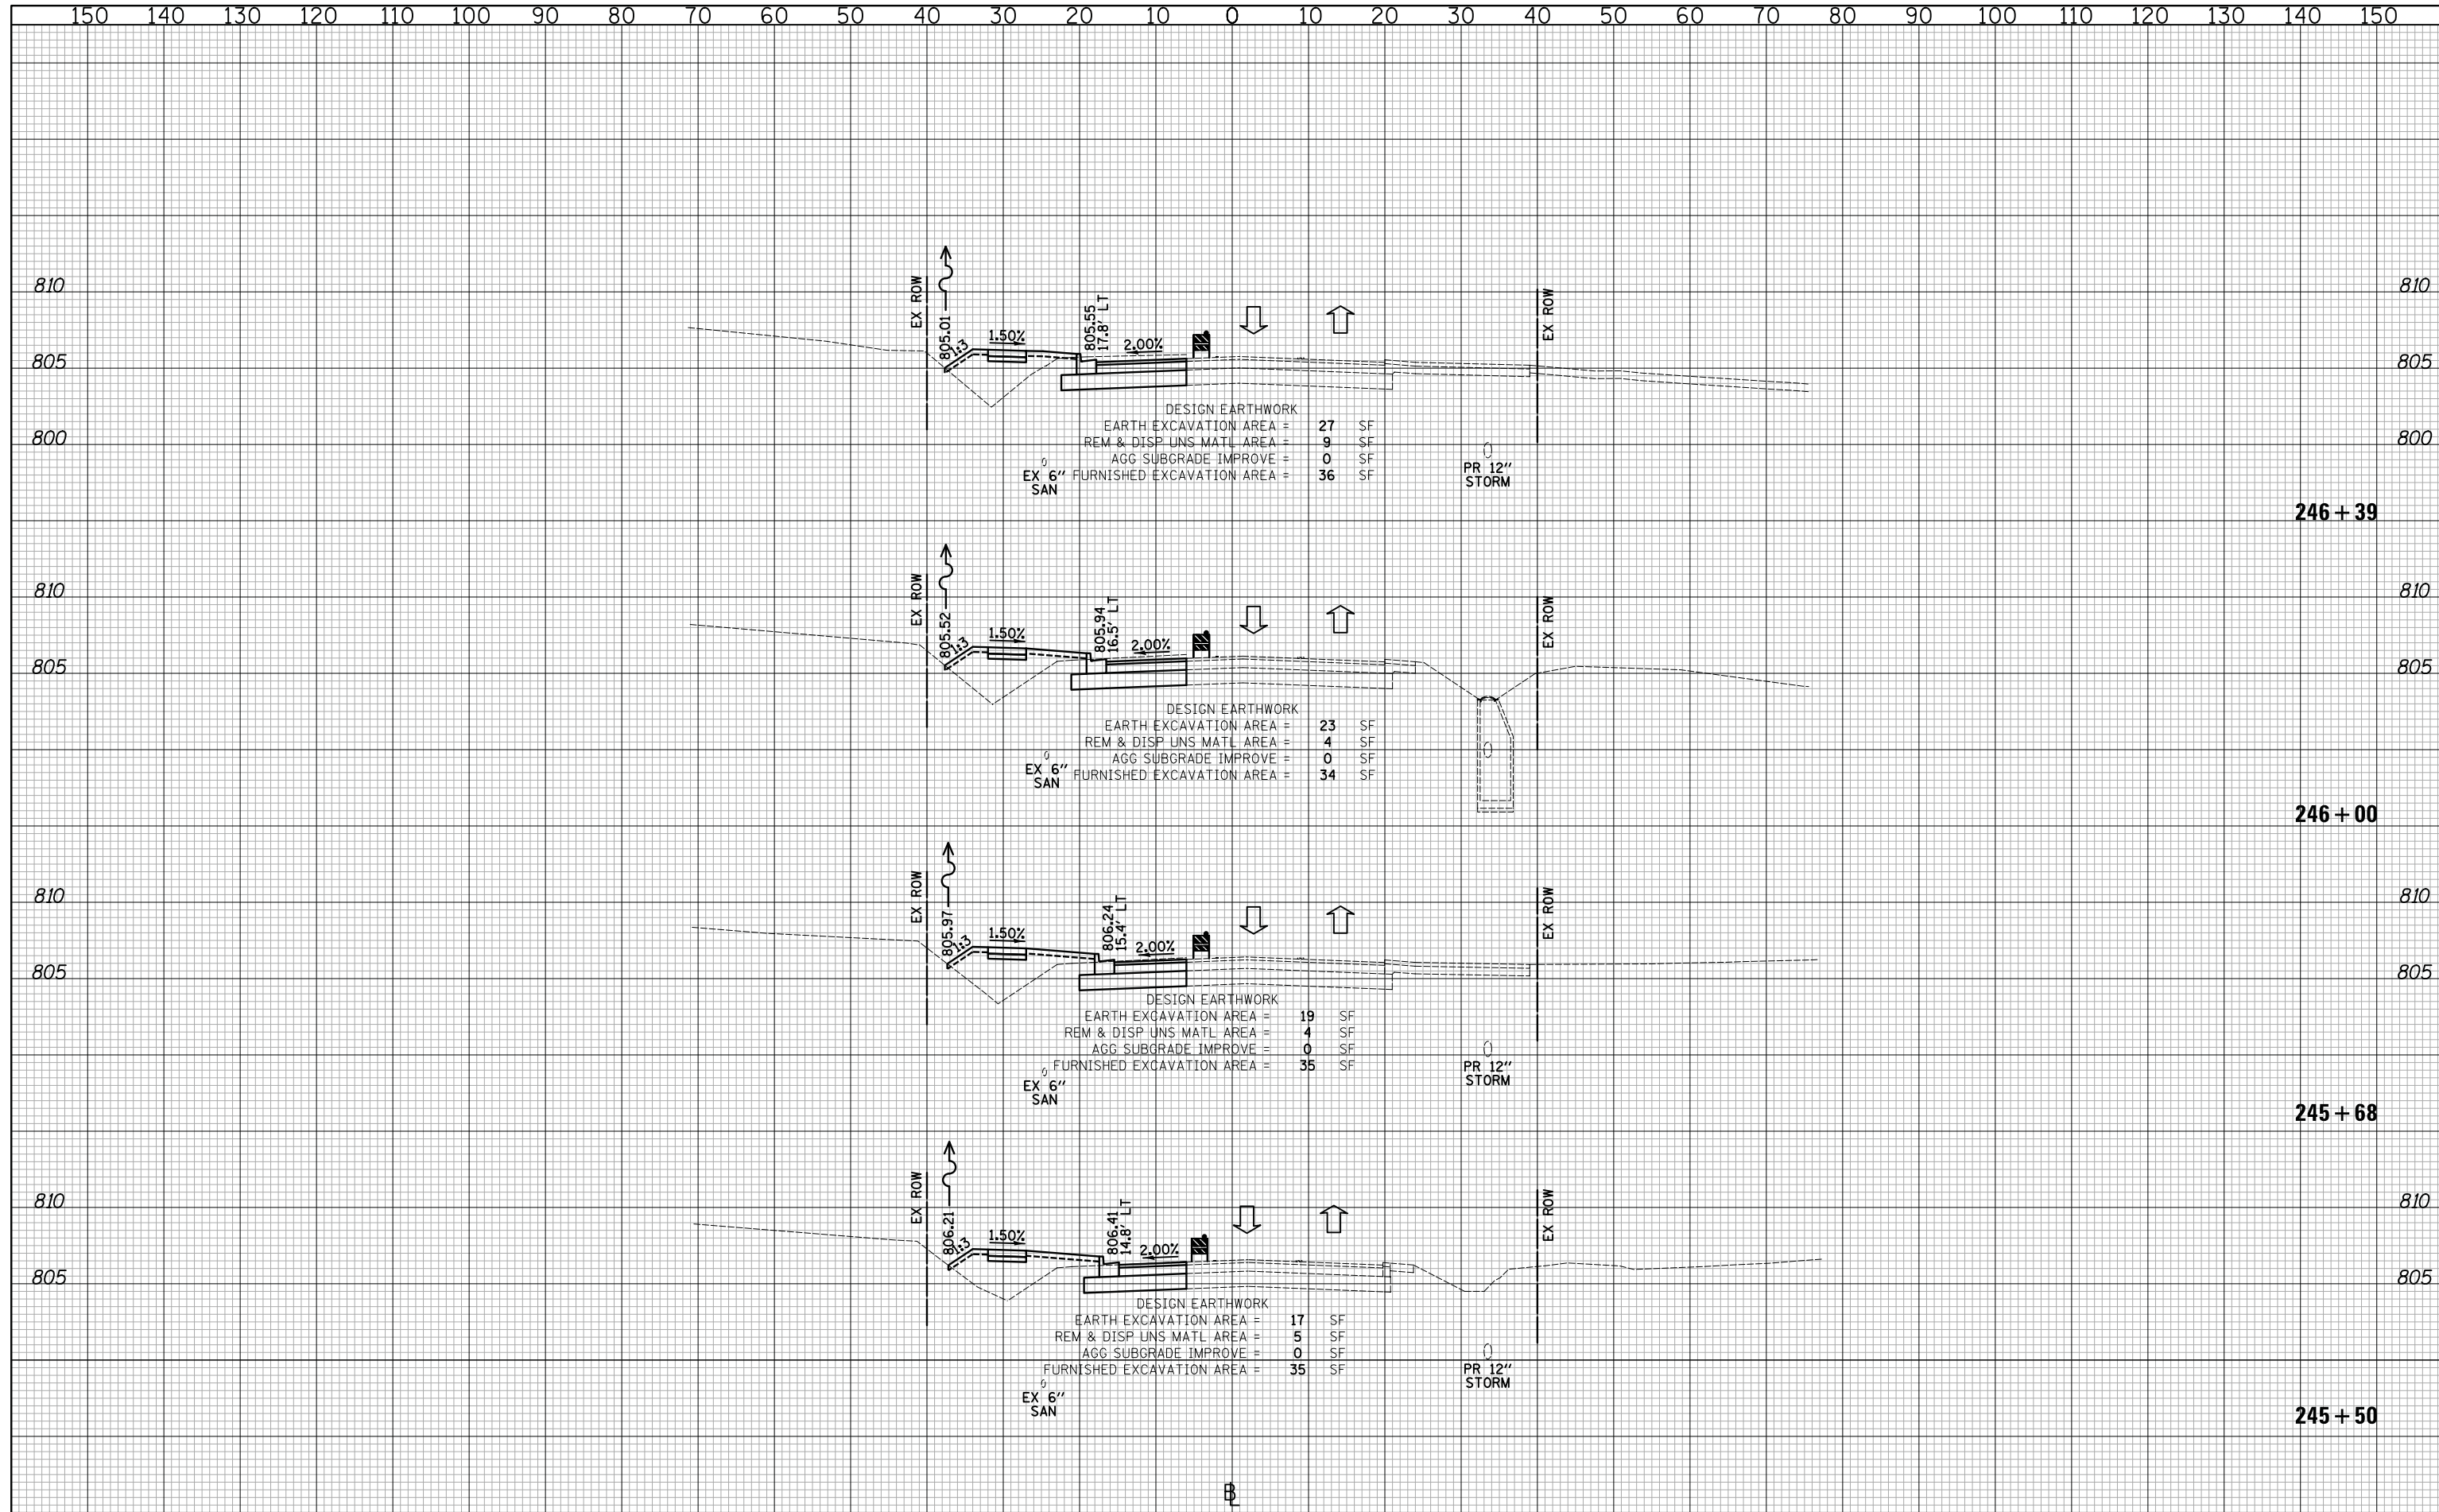 150 140 130 120 110 100 90 80 70 60 50 40 30 20 10 0 10 20 30 40 50 60 70 80 90 100 110 120 130 140 150
810 810
EX ROW
805.01
1:3
1.50%
805.55
17.8' LT
2.00%
EX ROW
805 805
DESIGN EARTHWORK
EARTH EXCAVATION AREA = 27 SF
REM & DISP UNS MATL AREA = 9 SF
AGG SUBGRADE IMPROVE = 0 SF
FURNISHED EXCAVATION AREA = 36 SF
800 800
EX 6"
SAN
PR 12"
STORM
246+39
810 810
EX ROW
805.52
1:3
1.50%
805.94
16.5' LT
2.00%
EX ROW
805 805
DESIGN EARTHWORK
EARTH EXCAVATION AREA = 23 SF
REM & DISP UNS MATL AREA = 4 SF
AGG SUBGRADE IMPROVE = 0 SF
FURNISHED EXCAVATION AREA = 34 SF
EX 6"
SAN
246+00
810 810
EX ROW
805.97
1:3
1.50%
806.24
15.4' LT
2.00%
EX ROW
805 805
DESIGN EARTHWORK
EARTH EXCAVATION AREA = 19 SF
REM & DISP UNS MATL AREA = 4 SF
AGG SUBGRADE IMPROVE = 0 SF
FURNISHED EXCAVATION AREA = 35 SF
EX 6"
SAN
PR 12"
STORM
245+68
810 810
EX ROW
806.21
1:3
1.50%
806.41
14.8' LT
2.00%
EX ROW
805 805
DESIGN EARTHWORK
EARTH EXCAVATION AREA = 17 SF
REM & DISP UNS MATL AREA = 5 SF
AGG SUBGRADE IMPROVE = 0 SF
FURNISHED EXCAVATION AREA = 35 SF
EX 6"
SAN
PR 12"
STORM
245+50
BL